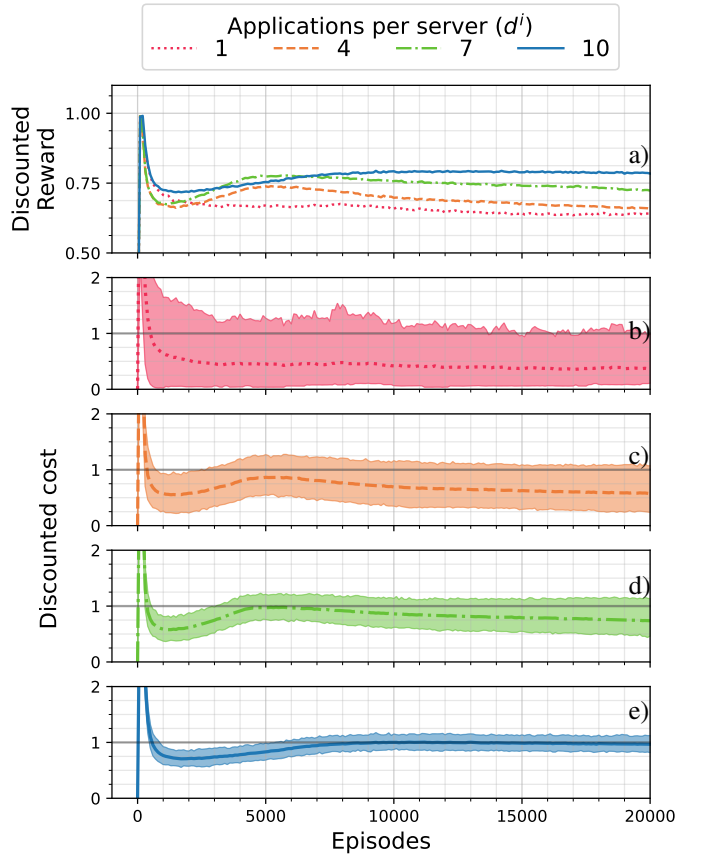 Applications per server (dⁱ)
1 4 7 10
Discounted
Reward
1.00
0.75
0.50
a)
Discounted cost
2
1
0
b)
2
1
0
c)
2
1
0
d)
2
1
0
e)
0 5000 10000 15000 20000
Episodes